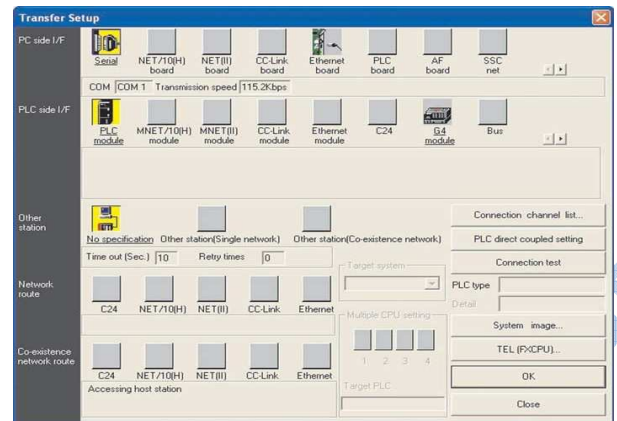 Transfer Setup
PC side I/F
Serial
NET/10(H) board
NET(II) board
CC-Link board
Ethernet board
PLC board
AF board
SSC net
COM COM 1 Transmission speed 115.2Kbps
PLC side I/F
PLC module
MNET/10(H) module
MNET(II) module
CC-Link module
Ethernet module
C24
G4 module
Bus
Other station
No specification
Other station(Single network)
Other station(Co-existence network)
Time out (Sec.) 10 Retry times 0
Target system
Connection channel list...
PLC direct coupled setting
Connection test
PLC type
Detail
System image...
TEL (FXCPU)...
OK
Close
Network route
C24 NET/10(H) NET(II) CC-Link Ethernet
Multiple CPU setting
1 2 3 4
Target PLC
Co-existence network route
C24 NET/10(H) NET(II) CC-Link Ethernet
Accessing host station